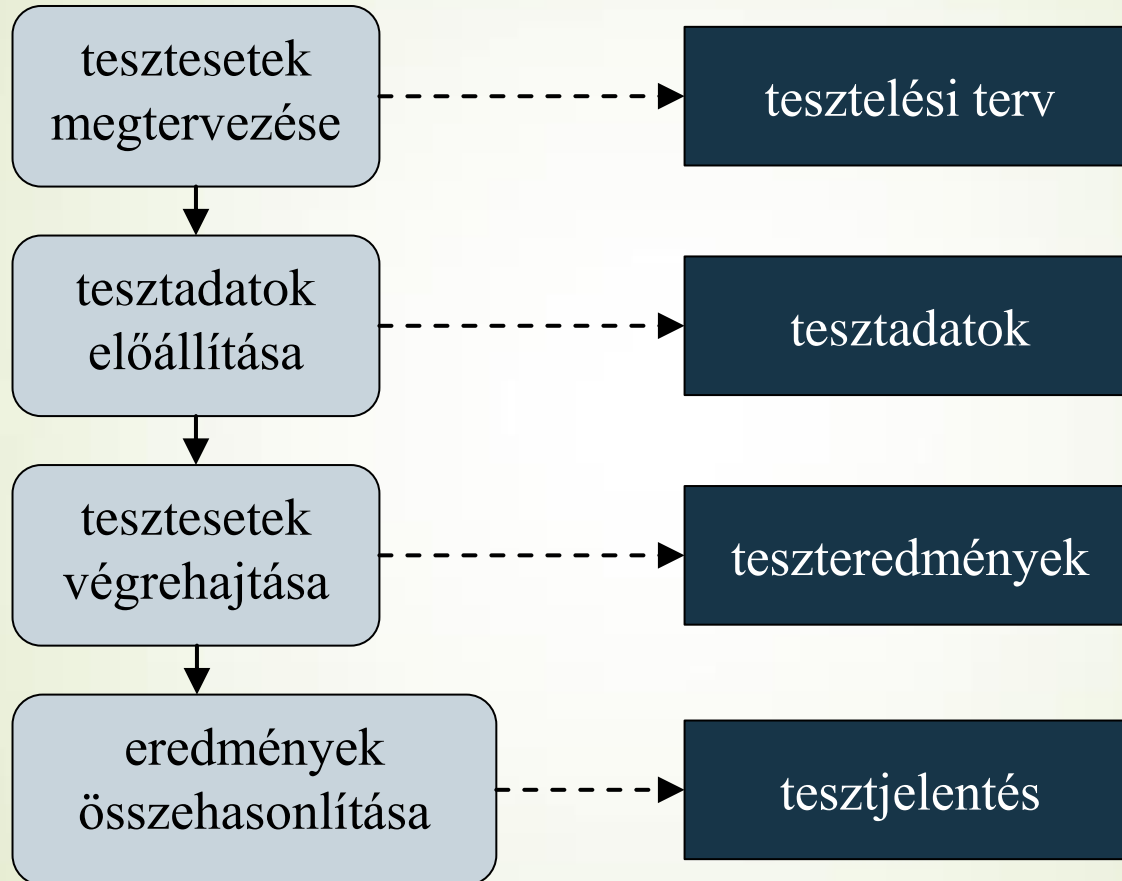 tesztesetek
megtervezése
tesztelési terv
tesztadatok
előállítása
tesztadatok
tesztesetek
végrehajtása
teszteredmények
eredmények
összehasonlítása
tesztjelentés